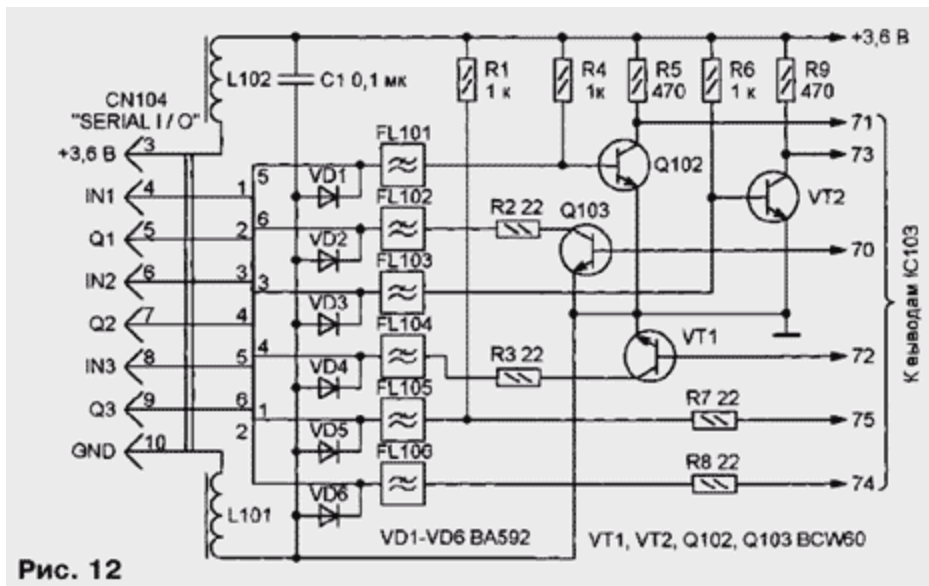 +3,6 В
L102
C1 0,1 мк
R1
1 к
R4
1к
R5
470
R6
1 к
R9
470
CN104
"SERIAL I / O"
+3,6 В
3
IN1
4
Q1
5
IN2
6
Q2
7
IN3
8
Q3
9
GND
10
1
2
3
4
5
6
5
6
3
4
1
2
L101
VD1
VD2
VD3
VD4
VD5
VD6
FL101
FL102
FL103
FL104
FL105
FL106
R2 22
Q103
Q102
VT2
VT1
R3 22
R7 22
R8 22
71
73
70
72
75
74
К выводам IC103
VD1-VD6 BA592
VT1, VT2, Q102, Q103 BCW60
Рис. 12